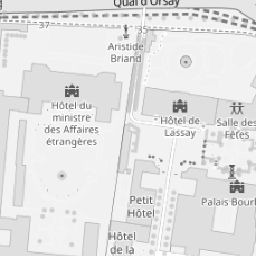 Quai d'Orsay
37
35
Aristide
Briand
Hôtel du
ministre
des Affaires
étrangères
Hôtel de
Lassay
Salle des
Fêtes
Petit
Hôtel
Palais Bourb
Hôtel
de la